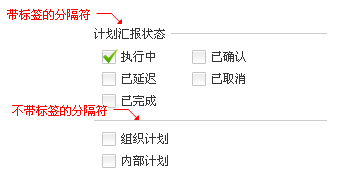 带标签的分隔符
计划汇报状态
执行中 已确认
已延迟 已取消
已完成
不带标签的分隔符
组织计划
内部计划